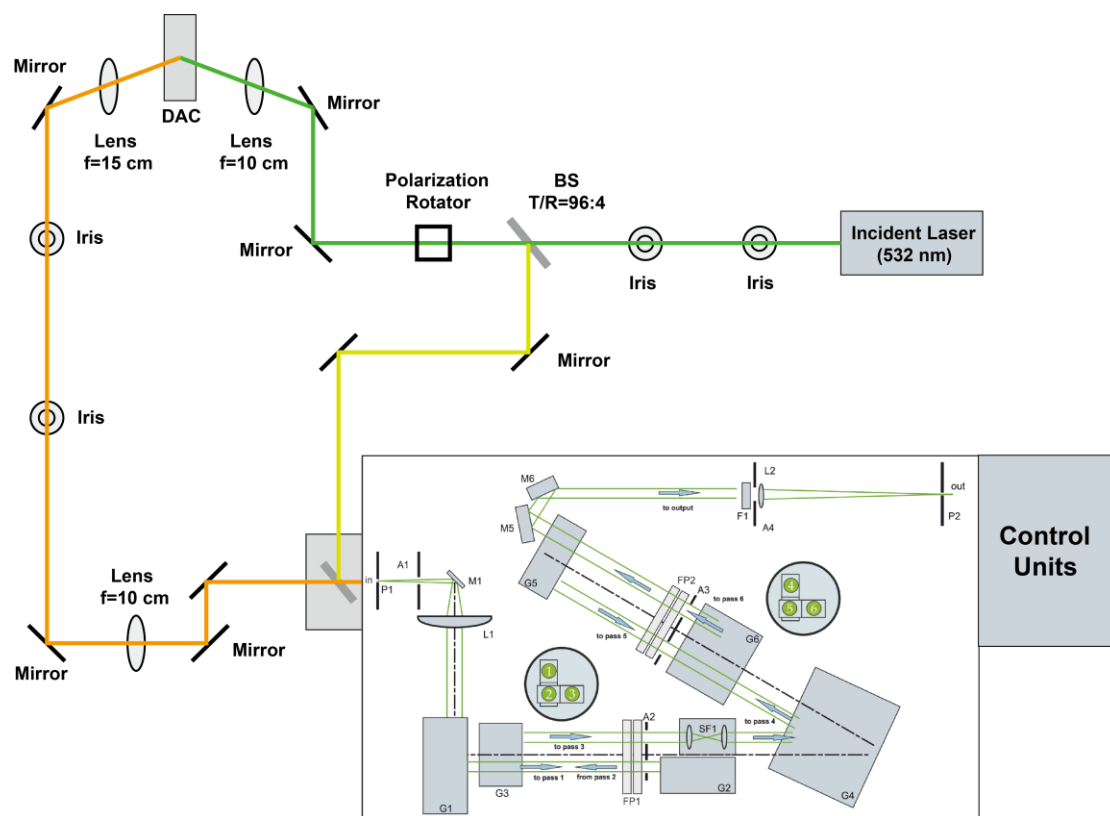 Mirror
DAC
Mirror
Lens
f=15 cm
Lens
f=10 cm
Polarization
Rotator
BS
T/R=96:4
Incident Laser
(532 nm)
Iris
Mirror
Iris
Iris
Mirror
Iris
M6
L2
out
to output
F1
A4
P2
M5
Control
Units
G5
FP2
A3
to pass 6
4
5
6
A1
in
P1
M1
Lens
f=10 cm
to pass 5
G6
L1
Mirror
Mirror
1
2
3
to pass 4
A2
SF1
to pass 3
to pass 1
from pass 2
G3
G2
G4
G1
FP1